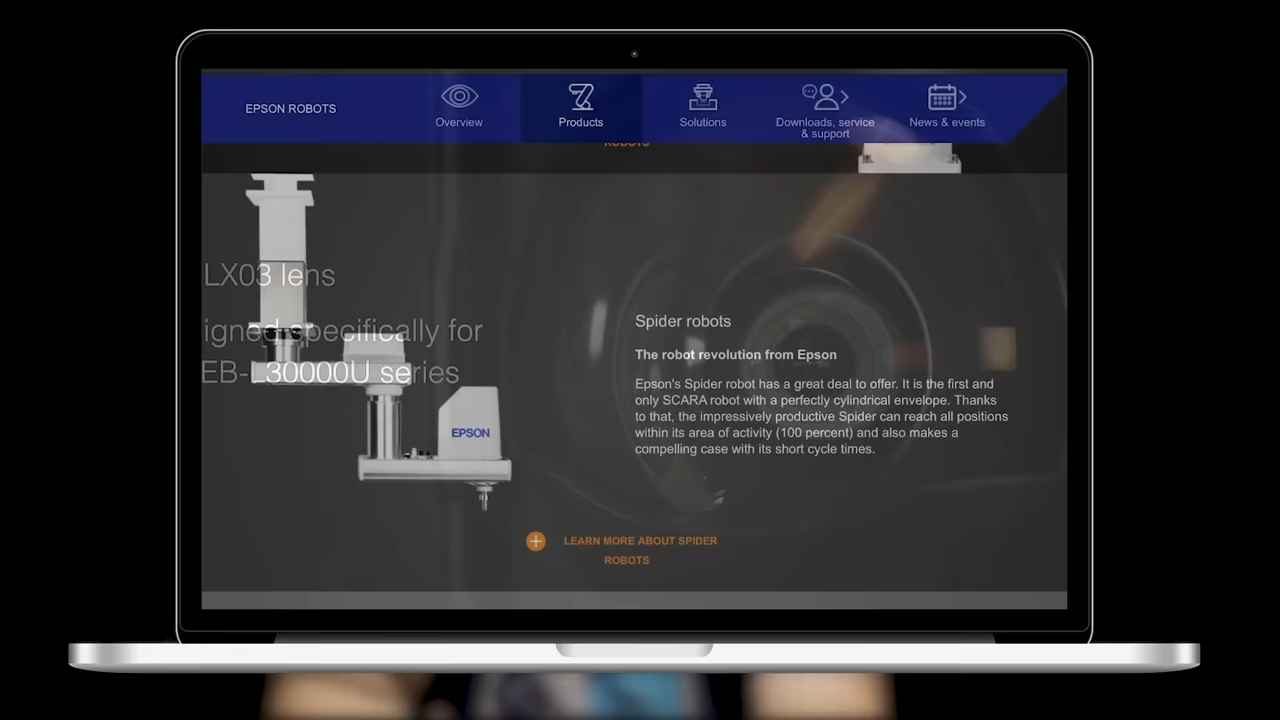 EPSON ROBOTS
Overview
Products
Solutions
Downloads, service
& support
News & events
ROBOTS
LX03 lens
igned specifically for
EB-L30000U series
EPSON
Spider robots
The robot revolution from Epson
Epson's Spider robot has a great deal to offer. It is the first and
only SCARA robot with a perfectly cylindrical envelope. Thanks
to that, the impressively productive Spider can reach all positions
within its area of activity (100 percent) and also makes a
compelling case with its short cycle times.
LEARN MORE ABOUT SPIDER
ROBOTS